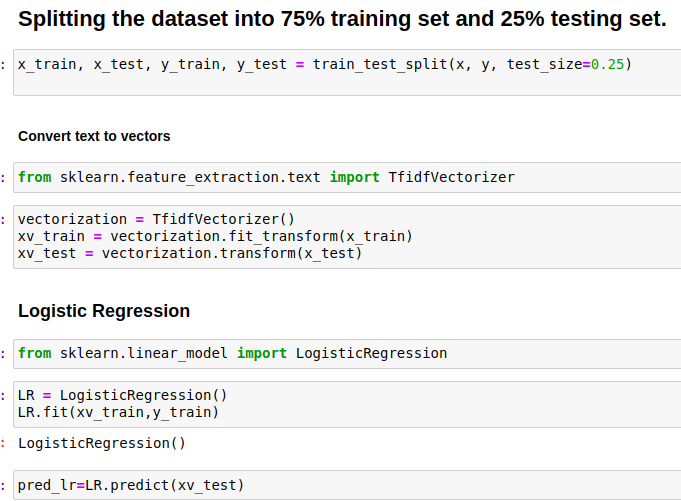 Splitting the dataset into 75% training set and 25% testing set.
: x_train, x_test, y_train, y_test = train_test_split(x, y, test_size=0.25)
Convert text to vectors
: from sklearn.feature_extraction.text import TfidfVectorizer
: vectorization = TfidfVectorizer()
xv_train = vectorization.fit_transform(x_train)
xv_test = vectorization.transform(x_test)
Logistic Regression
: from sklearn.linear_model import LogisticRegression
: LR = LogisticRegression()
LR.fit(xv_train,y_train)
: LogisticRegression()
: pred_lr=LR.predict(xv_test)